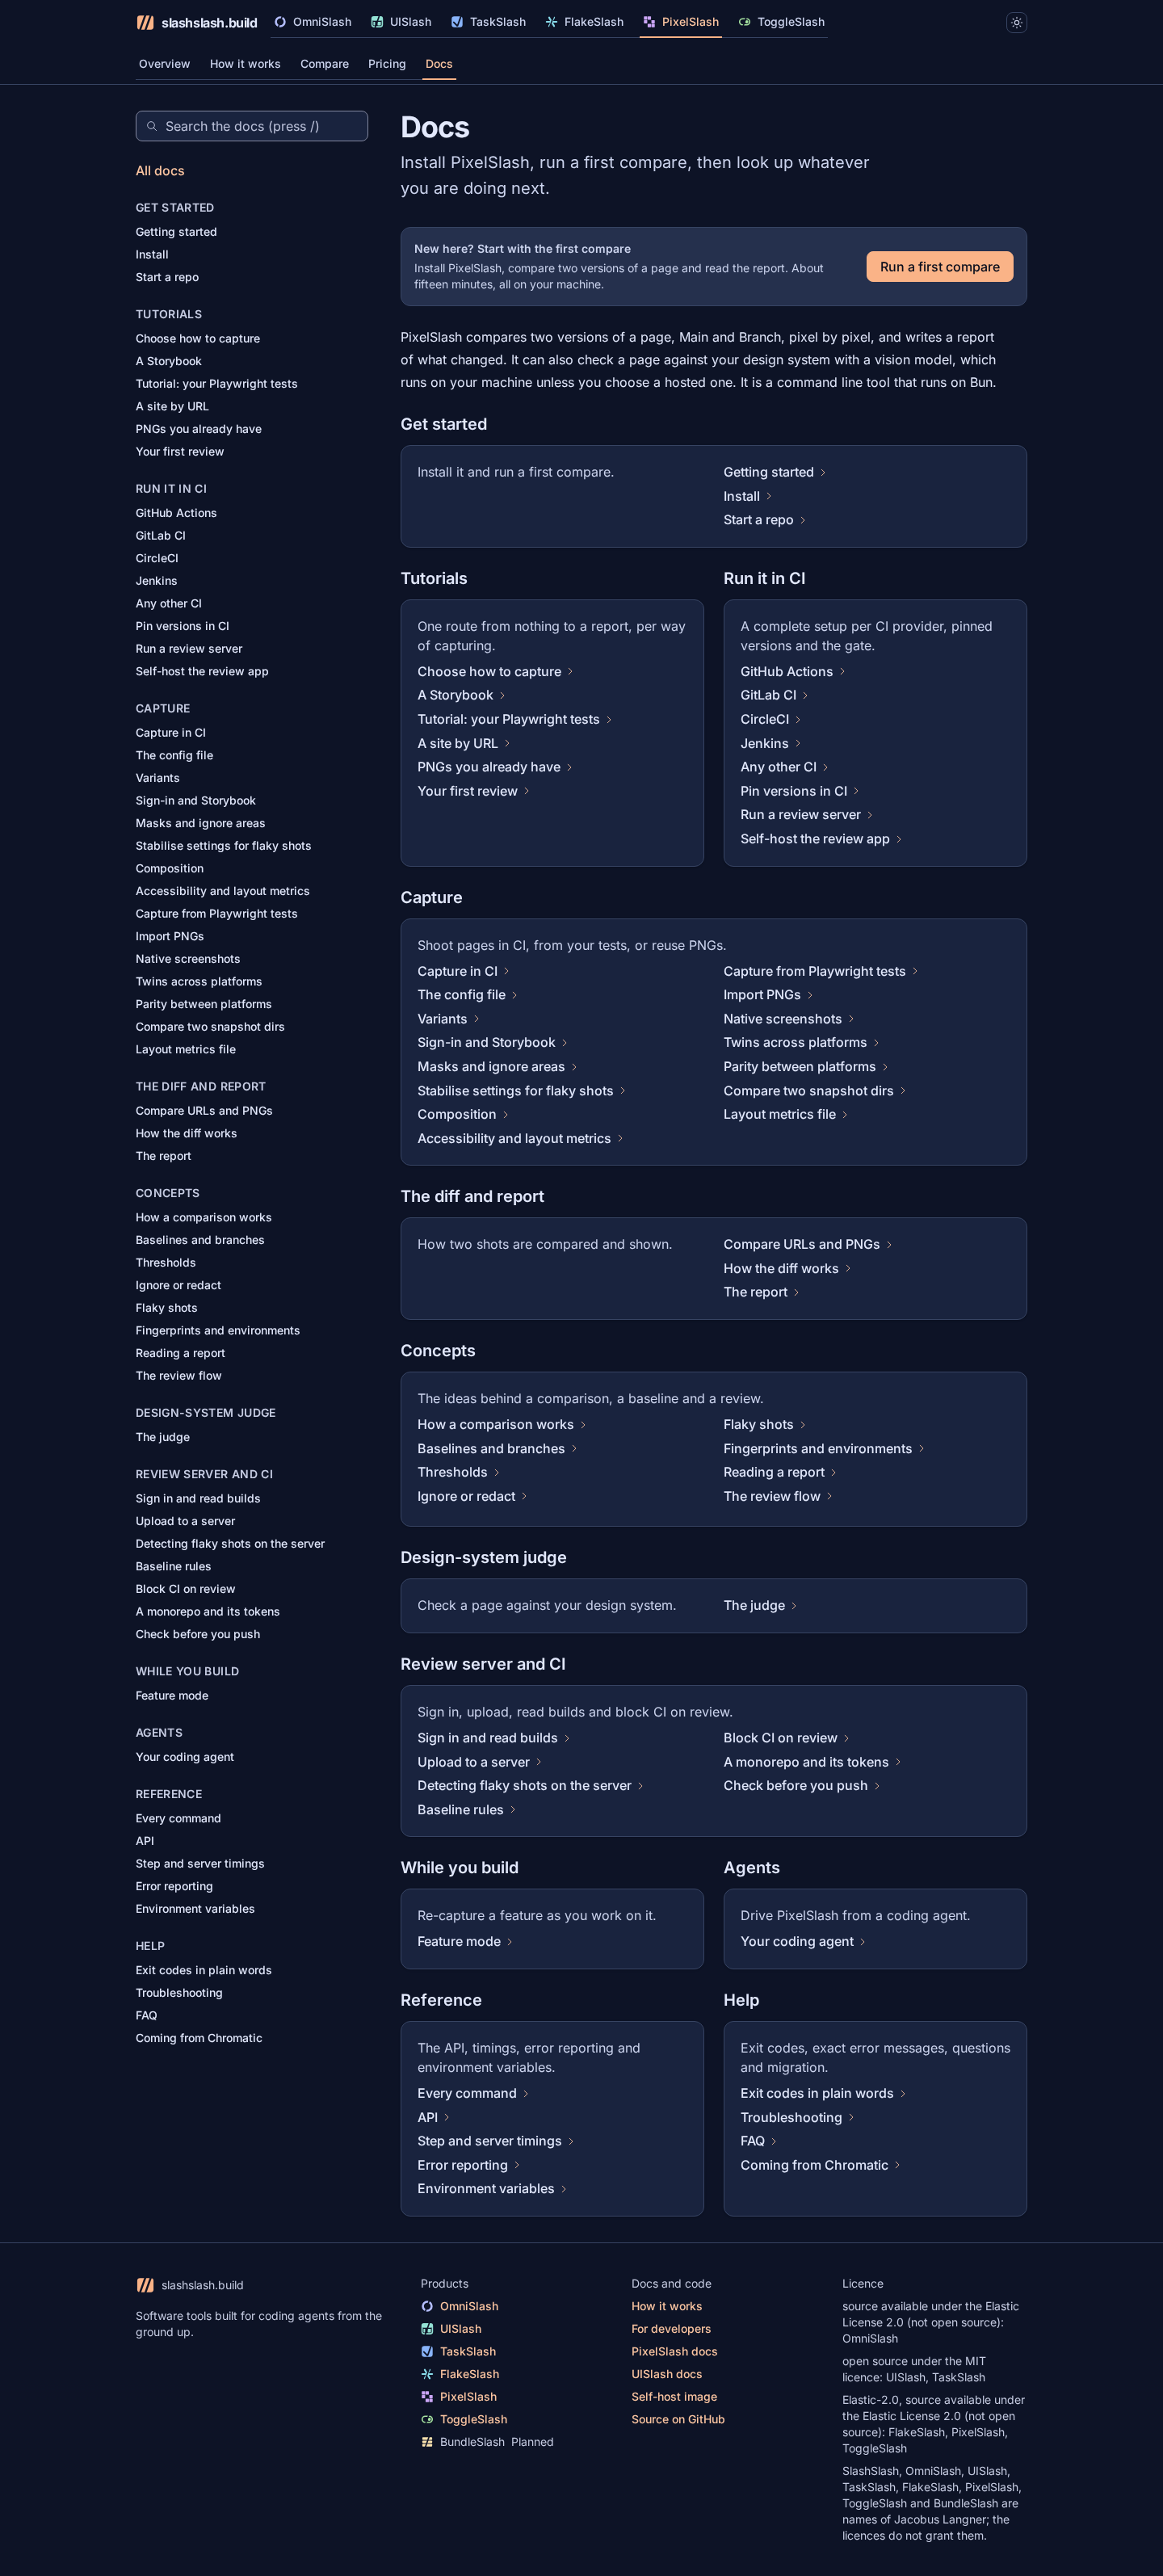 slashslash.build
OmniSlash
UISlash
TaskSlash
FlakeSlash
PixelSlash
ToggleSlash
Overview
How it works
Compare
Pricing
Docs
Search the docs (press /)
All docs
GET STARTED
Getting started
Install
Start a repo
TUTORIALS
Choose how to capture
A Storybook
Tutorial: your Playwright tests
A site by URL
PNGs you already have
Your first review
RUN IT IN CI
GitHub Actions
GitLab CI
CircleCI
Jenkins
Any other CI
Pin versions in CI
Run a review server
Self-host the review app
CAPTURE
Capture in CI
The config file
Variants
Sign-in and Storybook
Masks and ignore areas
Stabilise settings for flaky shots
Composition
Accessibility and layout metrics
Capture from Playwright tests
Import PNGs
Native screenshots
Twins across platforms
Parity between platforms
Compare two snapshot dirs
Layout metrics file
THE DIFF AND REPORT
Compare URLs and PNGs
How the diff works
The report
CONCEPTS
How a comparison works
Baselines and branches
Thresholds
Ignore or redact
Flaky shots
Fingerprints and environments
Reading a report
The review flow
DESIGN-SYSTEM JUDGE
The judge
REVIEW SERVER AND CI
Sign in and read builds
Upload to a server
Detecting flaky shots on the server
Baseline rules
Block CI on review
A monorepo and its tokens
Check before you push
WHILE YOU BUILD
Feature mode
AGENTS
Your coding agent
REFERENCE
Every command
API
Step and server timings
Error reporting
Environment variables
HELP
Exit codes in plain words
Troubleshooting
FAQ
Coming from Chromatic
Docs
Install PixelSlash, run a first compare, then look up whatever
you are doing next.
New here? Start with the first compare
Install PixelSlash, compare two versions of a page and read the report. About
fifteen minutes, all on your machine.
Run a first compare
PixelSlash compares two versions of a page, Main and Branch, pixel by pixel, and writes a report
of what changed. It can also check a page against your design system with a vision model, which
runs on your machine unless you choose a hosted one. It is a command line tool that runs on Bun.
Get started
Install it and run a first compare.
Getting started
Install
Start a repo
Tutorials
One route from nothing to a report, per way
of capturing.
Choose how to capture
A Storybook
Tutorial: your Playwright tests
A site by URL
PNGs you already have
Your first review
Run it in CI
A complete setup per CI provider, pinned
versions and the gate.
GitHub Actions
GitLab CI
CircleCI
Jenkins
Any other CI
Pin versions in CI
Run a review server
Self-host the review app
Capture
Shoot pages in CI, from your tests, or reuse PNGs.
Capture in CI
The config file
Variants
Sign-in and Storybook
Masks and ignore areas
Stabilise settings for flaky shots
Composition
Accessibility and layout metrics
Capture from Playwright tests
Import PNGs
Native screenshots
Twins across platforms
Parity between platforms
Compare two snapshot dirs
Layout metrics file
The diff and report
How two shots are compared and shown.
Compare URLs and PNGs
How the diff works
The report
Concepts
The ideas behind a comparison, a baseline and a review.
How a comparison works
Baselines and branches
Thresholds
Ignore or redact
Flaky shots
Fingerprints and environments
Reading a report
The review flow
Design-system judge
Check a page against your design system.
The judge
Review server and CI
Sign in, upload, read builds and block CI on review.
Sign in and read builds
Upload to a server
Detecting flaky shots on the server
Baseline rules
Block CI on review
A monorepo and its tokens
Check before you push
While you build
Re-capture a feature as you work on it.
Feature mode
Agents
Drive PixelSlash from a coding agent.
Your coding agent
Reference
The API, timings, error reporting and
environment variables.
Every command
API
Step and server timings
Error reporting
Environment variables
Help
Exit codes, exact error messages, questions
and migration.
Exit codes in plain words
Troubleshooting
FAQ
Coming from Chromatic
slashslash.build
Software tools built for coding agents from the
ground up.
Products
OmniSlash
UISlash
TaskSlash
FlakeSlash
PixelSlash
ToggleSlash
BundleSlash Planned
Docs and code
How it works
For developers
PixelSlash docs
UISlash docs
Self-host image
Source on GitHub
Licence
source available under the Elastic
License 2.0 (not open source):
OmniSlash
open source under the MIT
licence: UISlash, TaskSlash
Elastic-2.0, source available under
the Elastic License 2.0 (not open
source): FlakeSlash, PixelSlash,
ToggleSlash
SlashSlash, OmniSlash, UISlash,
TaskSlash, FlakeSlash, PixelSlash,
ToggleSlash and BundleSlash are
names of Jacobus Langner; the
licences do not grant them.